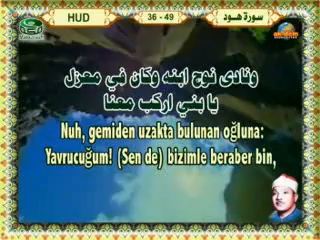 HUD
36 - 49
سورة هود
ونادى نوح ابنه وكان في معزل
يا بني اركب معنا
Nuh, gemiden uzakta bulunan oğluna:
Yavrucuğum! (Sen de) bizimle beraber bin,